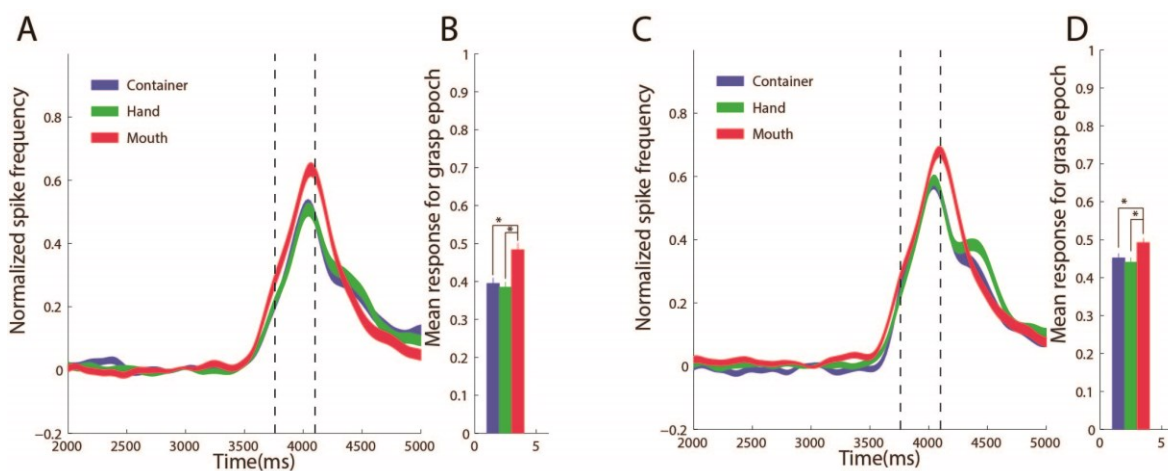 A
Normalized spike frequency
0.8
0.6
0.4
0.2
0
−0.2
Container
Hand
Mouth
2000 2500 3000 3500 4000 4500 5000
Time(ms)
B
Mean response for grasp epoch
1
0.9
0.8
0.7
0.6
0.5
0.4
0.3
0.2
0.1
0
* *
0 5
C
Normalized spike frequency
0.8
0.6
0.4
0.2
0
−0.2
Container
Hand
Mouth
2000 2500 3000 3500 4000 4500 5000
Time(ms)
D
Mean response for grasp epoch
1
0.9
0.8
0.7
0.6
0.5
0.4
0.3
0.2
0.1
0
* *
0 5